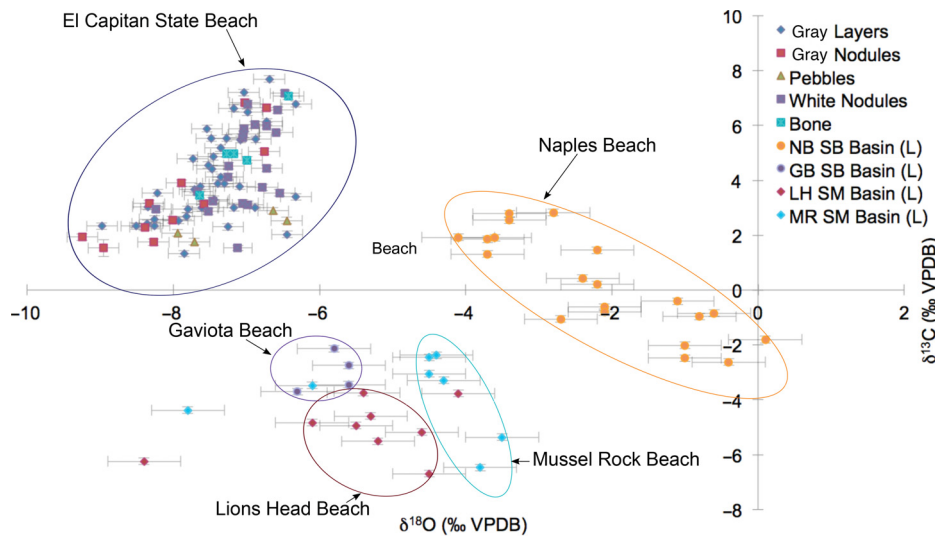 El Capitan State Beach
10
Gray Layers
Gray Nodules
8
Pebbles
White Nodules
6
Bone
Naples Beach
NB SB Basin (L)
4
GB SB Basin (L)
LH SM Basin (L)
2
MR SM Basin (L)
Beach
0
−10
−8
−6
−4
−2
0
2
Gaviota Beach
−2
−4
−6
Mussel Rock Beach
Lions Head Beach
−8
δ18O (‰ VPDB)
δ13C (‰ VPDB)